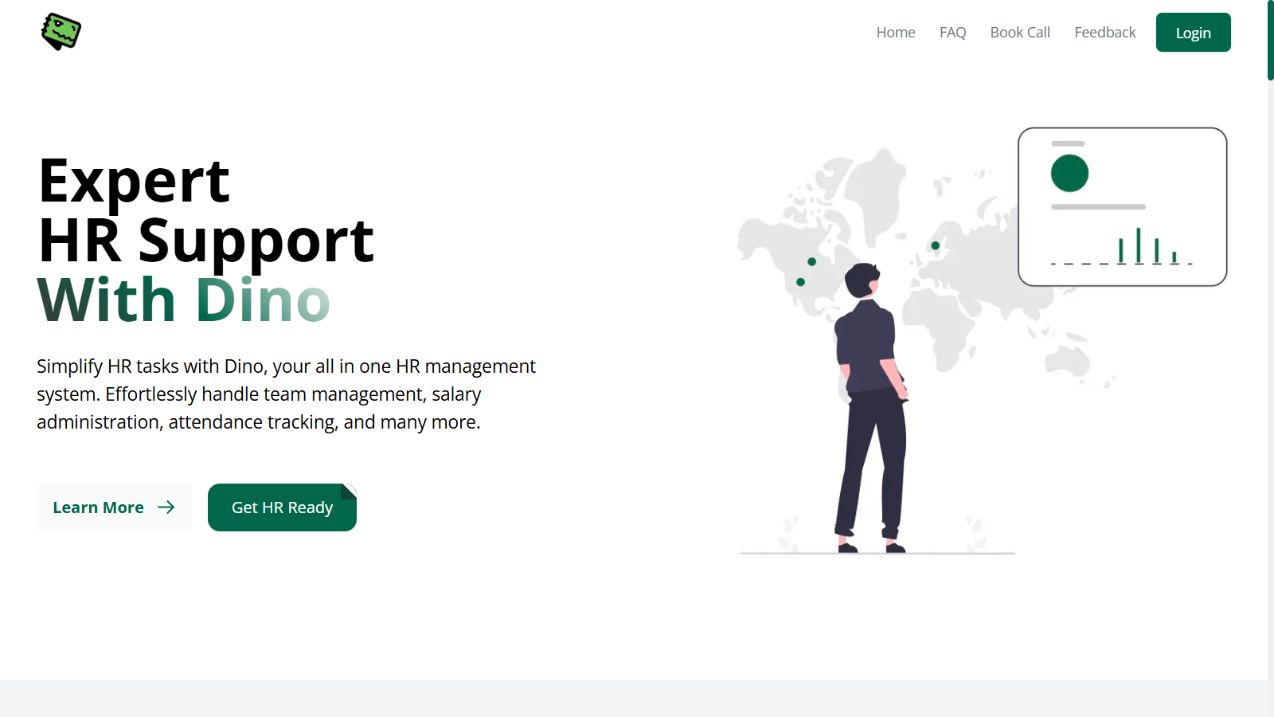 Home FAQ Book Call Feedback Login
Expert
HR Support
With Dino
Simplify HR tasks with Dino, your all in one HR management
system. Effortlessly handle team management, salary
administration, attendance tracking, and many more.
Learn More Get HR Ready